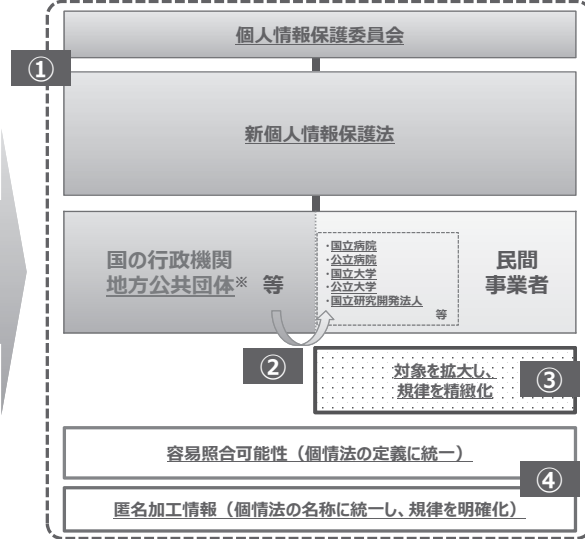 個人情報保護委員会
①
新個人情報保護法
国の行政機関
地方公共団体※ 等
・国立病院
・公立病院
・国立大学
・公立大学
・国立研究開発法人
等
民間
事業者
②
対象を拡大し、
規律を精緻化
③
容易照合可能性（個情法の定義に統一）
④
匿名加工情報（個情法の名称に統一し、規律を明確化）